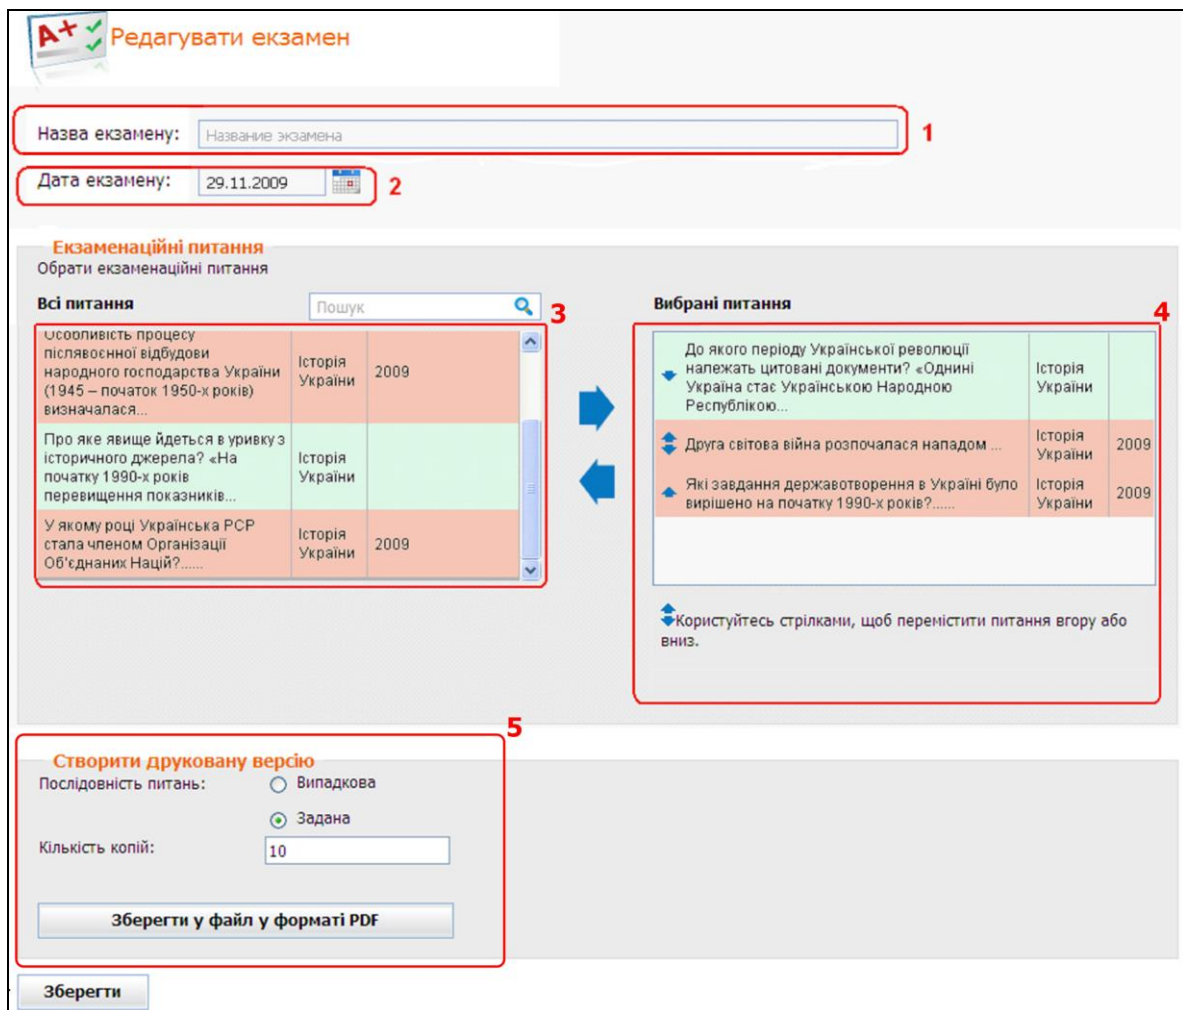 A+ Редагувати екзамен
Назва екзамену: Название экзамена 1
Дата екзамену: 29.11.2009 2
Екзаменаційні питання
Обрати екзаменаційні питання
Всі питання
Пошук
3
Особливість процесу
післявоєнної відбудови
народного господарства України
(1945 – початок 1950-х років)
визначалася...
Історія
України
2009
Про яке явище йдеться в уривку з
історичного джерела? «На
початку 1990-х років
перевищення показників...
Історія
України
У якому році Українська РСР
стала членом Організації
Об'єднаних Націй?......
Історія
України
2009
Вибрані питання
4
До якого періоду Української революції
належать цитовані документи? «Однині
Україна стає Українською Народною
Республікою...
Історія
України
Друга світова війна розпочалася нападом ...
Історія
України
2009
Які завдання державотворення в Україні було
вирішено на початку 1990-х років?......
Історія
України
2009
Користуйтесь стрілками, щоб перемістити питання вгору або
вниз.
5
Створити друковану версію
Послідовність питань: Випадкова
Задана
Кількість копій: 10
Зберегти у файл у форматі PDF
Зберегти